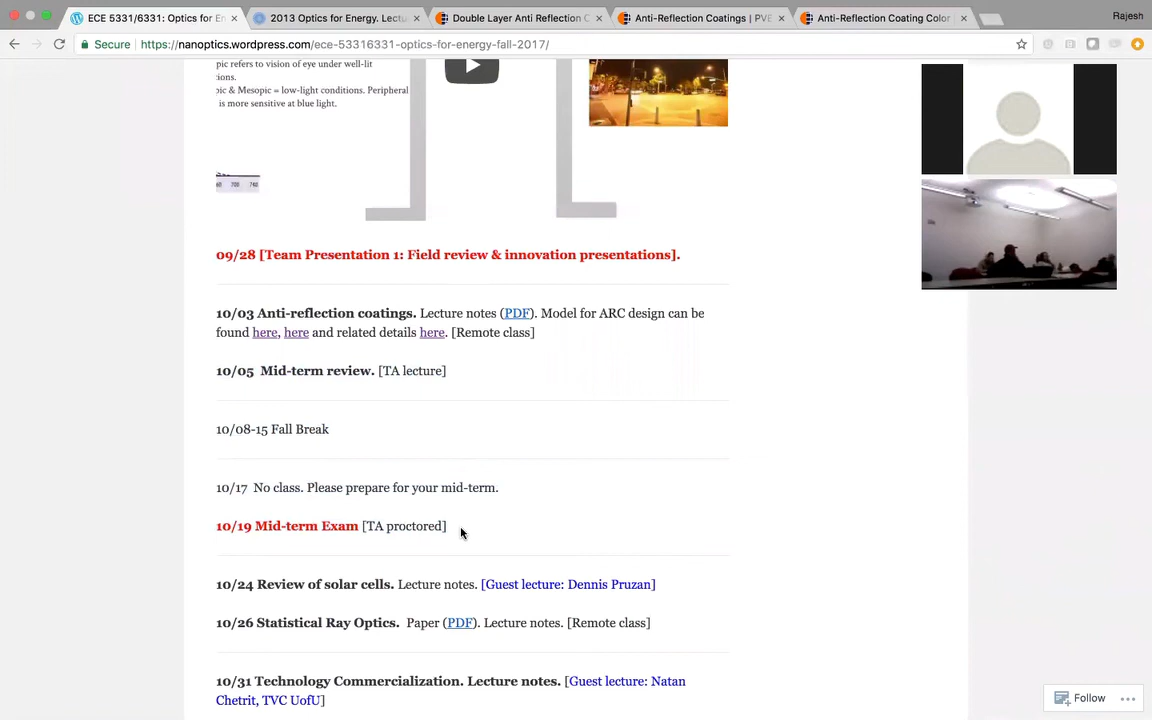 ECE 5331/6331: Optics for En
2013 Optics for Energy. Lectu
Double Layer Anti Reflection C
Anti-Reflection Coatings | PVE
Anti-Reflection Coating Color
Rajesh
Secure
https://nanoptics.wordpress.com/ece-53316331-optics-for-energy-fall-2017/
pic refers to vision of eye under well-lit
ions.
pic & Mesopic = low-light conditions. Peripheral
is more sensitive at blue light.
700 760
09/28 [Team Presentation 1: Field review & innovation presentations].
10/03 Anti-reflection coatings. Lecture notes (PDF). Model for ARC design can be
found here, here and related details here. [Remote class]
10/05 Mid-term review. [TA lecture]
10/08-15 Fall Break
10/17 No class. Please prepare for your mid-term.
10/19 Mid-term Exam [TA proctored]
10/24 Review of solar cells. Lecture notes. [Guest lecture: Dennis Pruzan]
10/26 Statistical Ray Optics. Paper (PDF). Lecture notes. [Remote class]
10/31 Technology Commercialization. Lecture notes. [Guest lecture: Natan
Chetrit, TVC UofU]
Follow